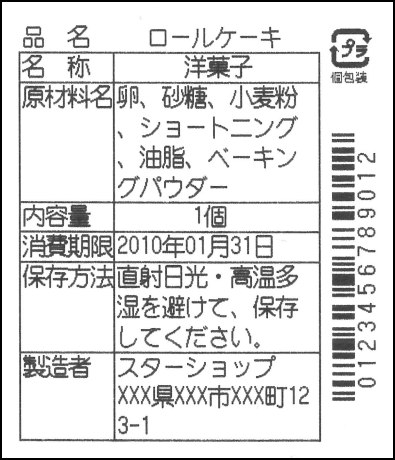 品 名 ロールケーキ
名 称 洋菓子
原材料名 卵、砂糖、小麦粉
、ショートニング
、油脂、ベーキン
グパウダー
内容量 1個
消費期限 2010年01月31日
保存方法 直射日光・高温多
湿を避けて、保存
してください。
製造者 スターショップ
XXX県XXX市XXX町12
3-1
プラ
個包装
0123456789012